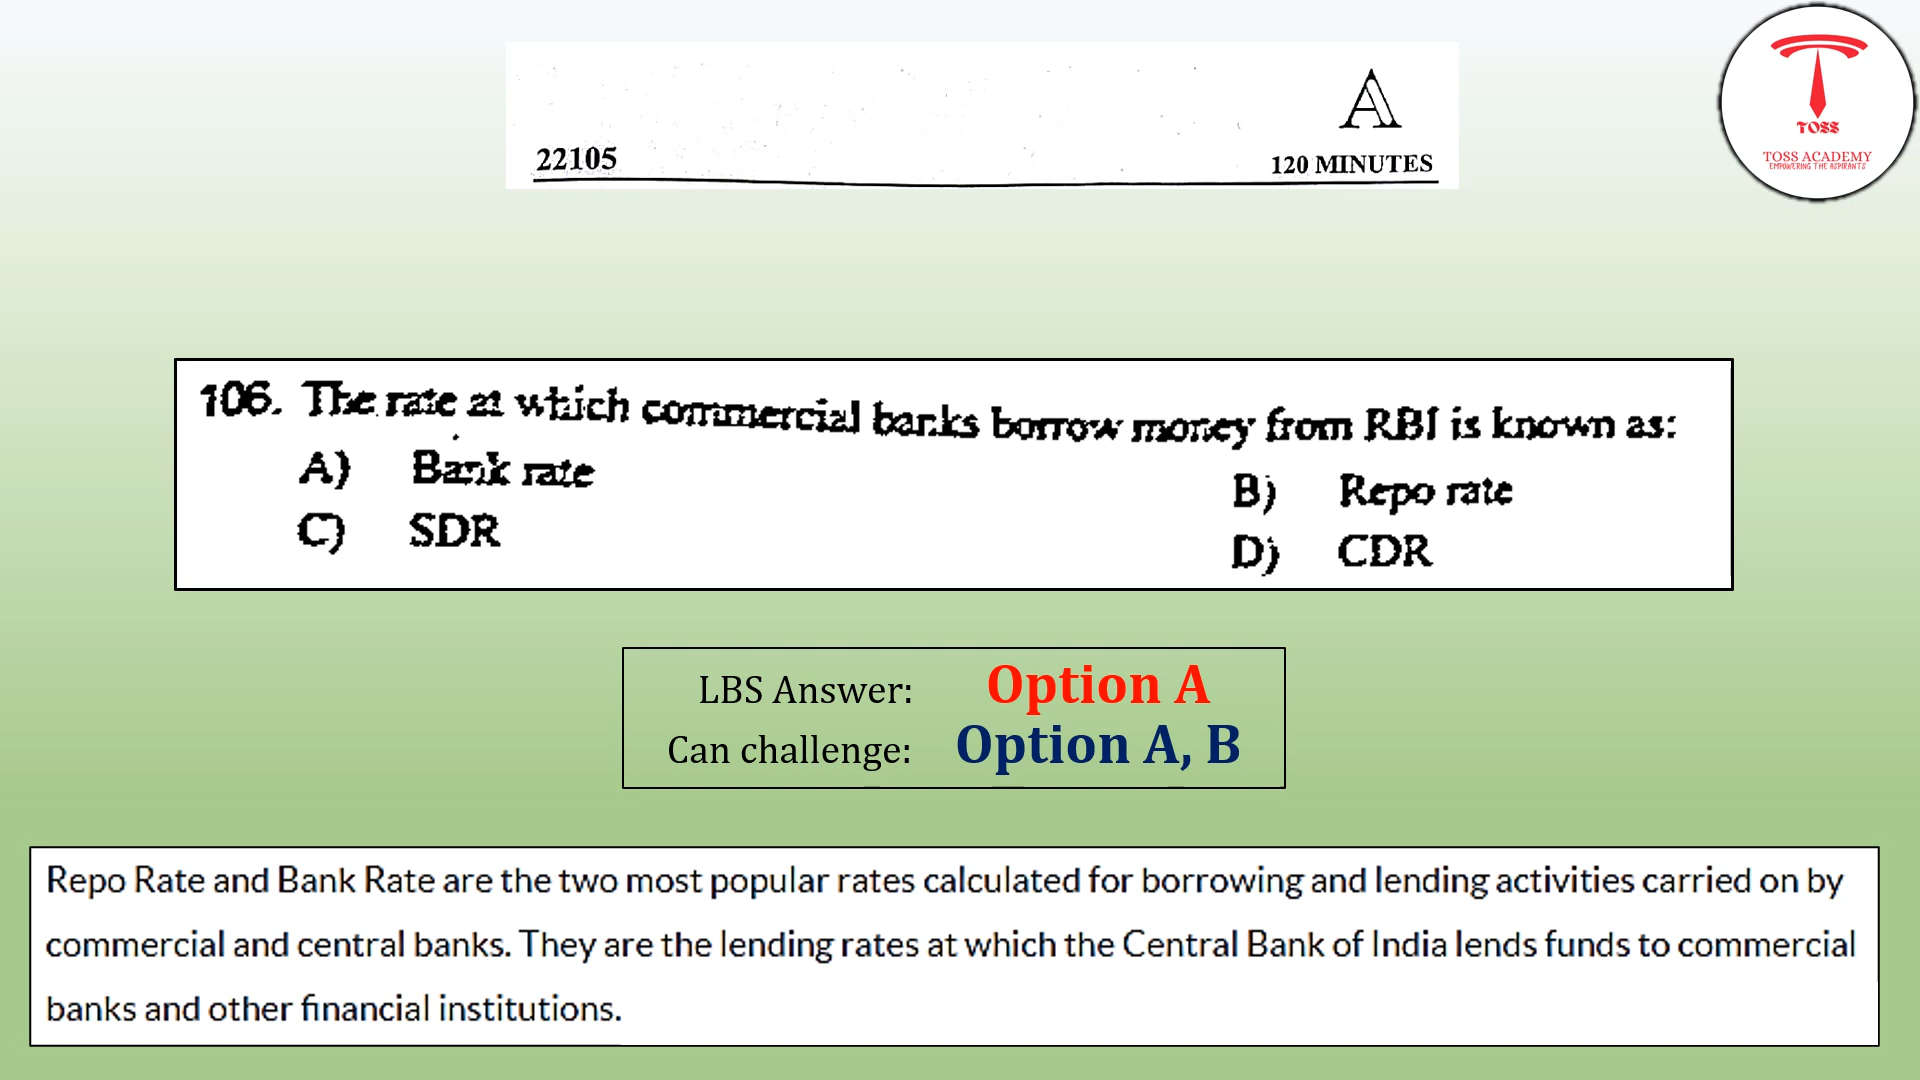 A
22105
120 MINUTES
TOSS
TOSS ACADEMY
EMPOWERING THE ASPIRANTS
106. The rate at which commercial banks borrow money from RBI is known as:
A) Bank rate
B) Repo rate
C) SDR
D) CDR
LBS Answer: Option A
Can challenge: Option A, B
Repo Rate and Bank Rate are the two most popular rates calculated for borrowing and lending activities carried on by
commercial and central banks. They are the lending rates at which the Central Bank of India lends funds to commercial
banks and other financial institutions.